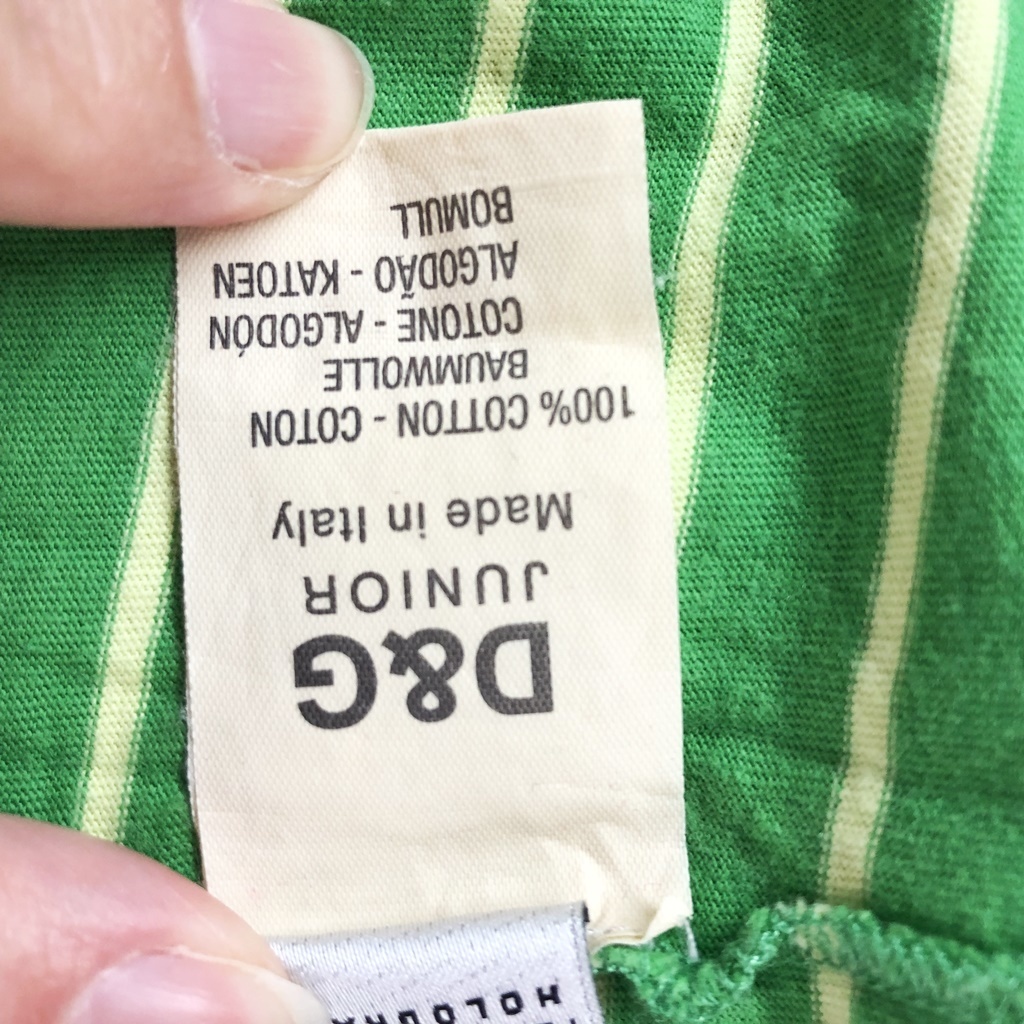 D&G
JUNIOR
Made in Italy
100% COTTON - COTON
BAUMWOLLE
COTONE - ALGODÓN
ALGODÃO - KATOEN
BOMULL